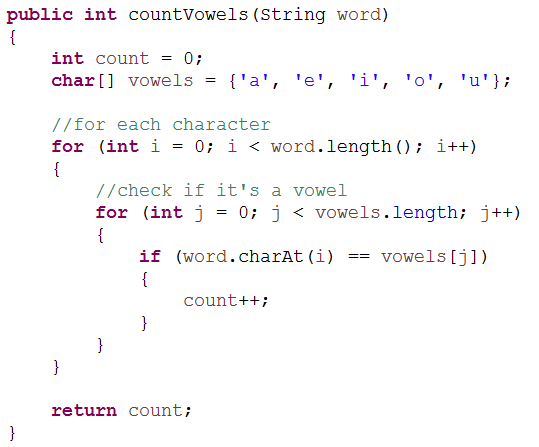 public int countVowels(String word)
{
    int count = 0;
    char[] vowels = {'a', 'e', 'i', 'o', 'u'};

    //for each character
    for (int i = 0; i < word.length(); i++)
    {
        //check if it's a vowel
        for (int j = 0; j < vowels.length; j++)
        {
            if (word.charAt(i) == vowels[j])
            {
                count++;
            }
        }
    }

    return count;
}